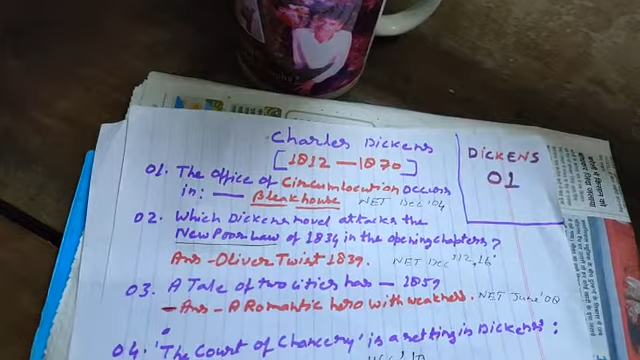 Charles Dickens
[1812 — 1870]
DICKENS
01
01. The office of Circumlocution occurs
in: — Bleak house NET Dec'04
02. Which Dickens novel attacks the
New Poor Law of 1834 in the opening chapters?
Ans - Oliver Twist 1839. NET Dec'12,16
03. A Tale of two cities has — 1859
- Ans - A Romantic hero with weakness. NET June'00
04. 'The Court of Chancery' is a setting in Dickens':